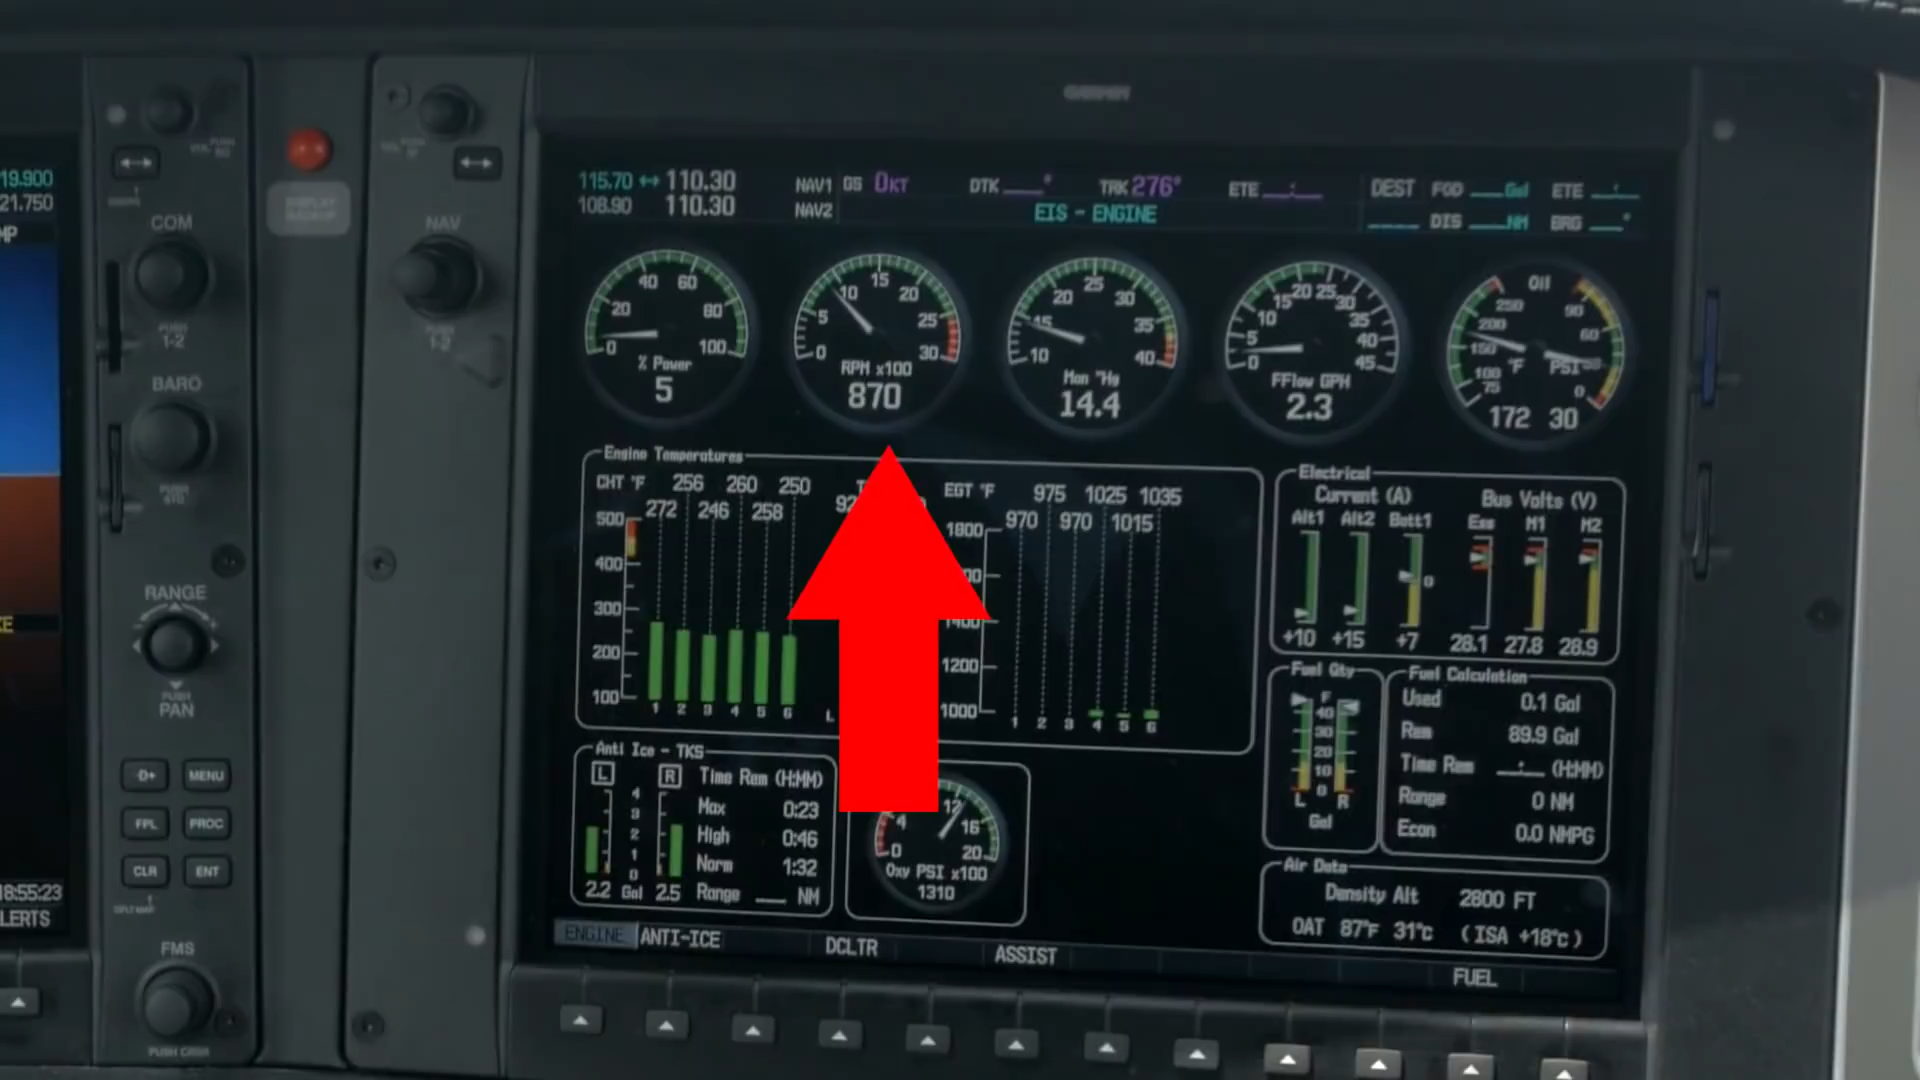 19.900
21.750
MP
COM
PUSH
1-2
BARO
PUSH
STD
RANGE
PUSH
PAN
D
MENU
FPL
PROC
CLR
ENT
18:55:23
LERTS
FMS
PUSH CRSR
DISPLAY
BACKUP
NAV
PUSH
1-2
GARMIN
115.70 ↔ 110.30 NAV1
108.90 110.30 NAV2
GS 0KT DTK ___° TRK 276° ETE __:__
EIS - ENGINE
DEST FOD ___Gal ETE __:__
____ DIS ___NM BRG ___°
0 20 40 60 80 100
% Power
5
0 5 10 15 20 25 30
RPM x100
870
10 15 20 25 30 35 40
Man "Hg
14.4
0 5 10 15 20 25 30 35 40 45
FFlow GPH
2.3
Oil
75 100 150 200 250
°F
90 60 0
PSI
172 30
Engine Temperatures
CHT °F
272 256 246 260 258 250
500
400
300
200
100
1 2 3 4 5 6
EGT °F
970 975 970 1025 1015 1035
1800
1400
1200
1000
1 2 3 4 5 6
Electrical
Current (A) Bus Volts (V)
Alt1 Alt2 Batt1 Ess M1 M2
0
+10 +15 +7 28.1 27.8 28.9
Fuel Qty
F
40
30
20
10
0
L R
Gal
Fuel Calculation
Used 0.1 Gal
Rem 89.9 Gal
Time Rem __:__ (H:MM)
Range 0 NM
Econ 0.0 NMPG
Anti Ice - TKS
L R Time Rem (H:MM)
4
3
2
1
0
Max 0:23
High 0:46
Norm 1:32
2.2 Gal 2.5 Range ___ NM
0 4 12 16 20
Oxy PSI x100
1310
Air Data
Density Alt 2800 FT
OAT 87°F 31°C (ISA +18°C)
ENGINE ANTI-ICE DCLTR ASSIST FUEL